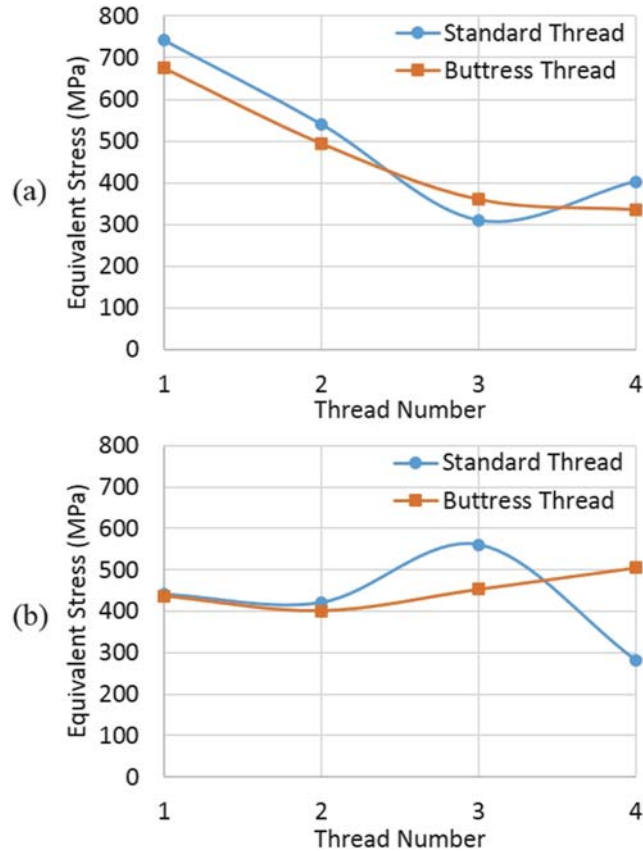 (a)
Equivalent Stress (MPa)
800
700
600
500
400
300
200
100
0
Standard Thread
Buttress Thread
1 2 3 4
Thread Number
(b)
Equivalent Stress (MPa)
800
700
600
500
400
300
200
100
0
Standard Thread
Buttress Thread
1 2 3 4
Thread Number